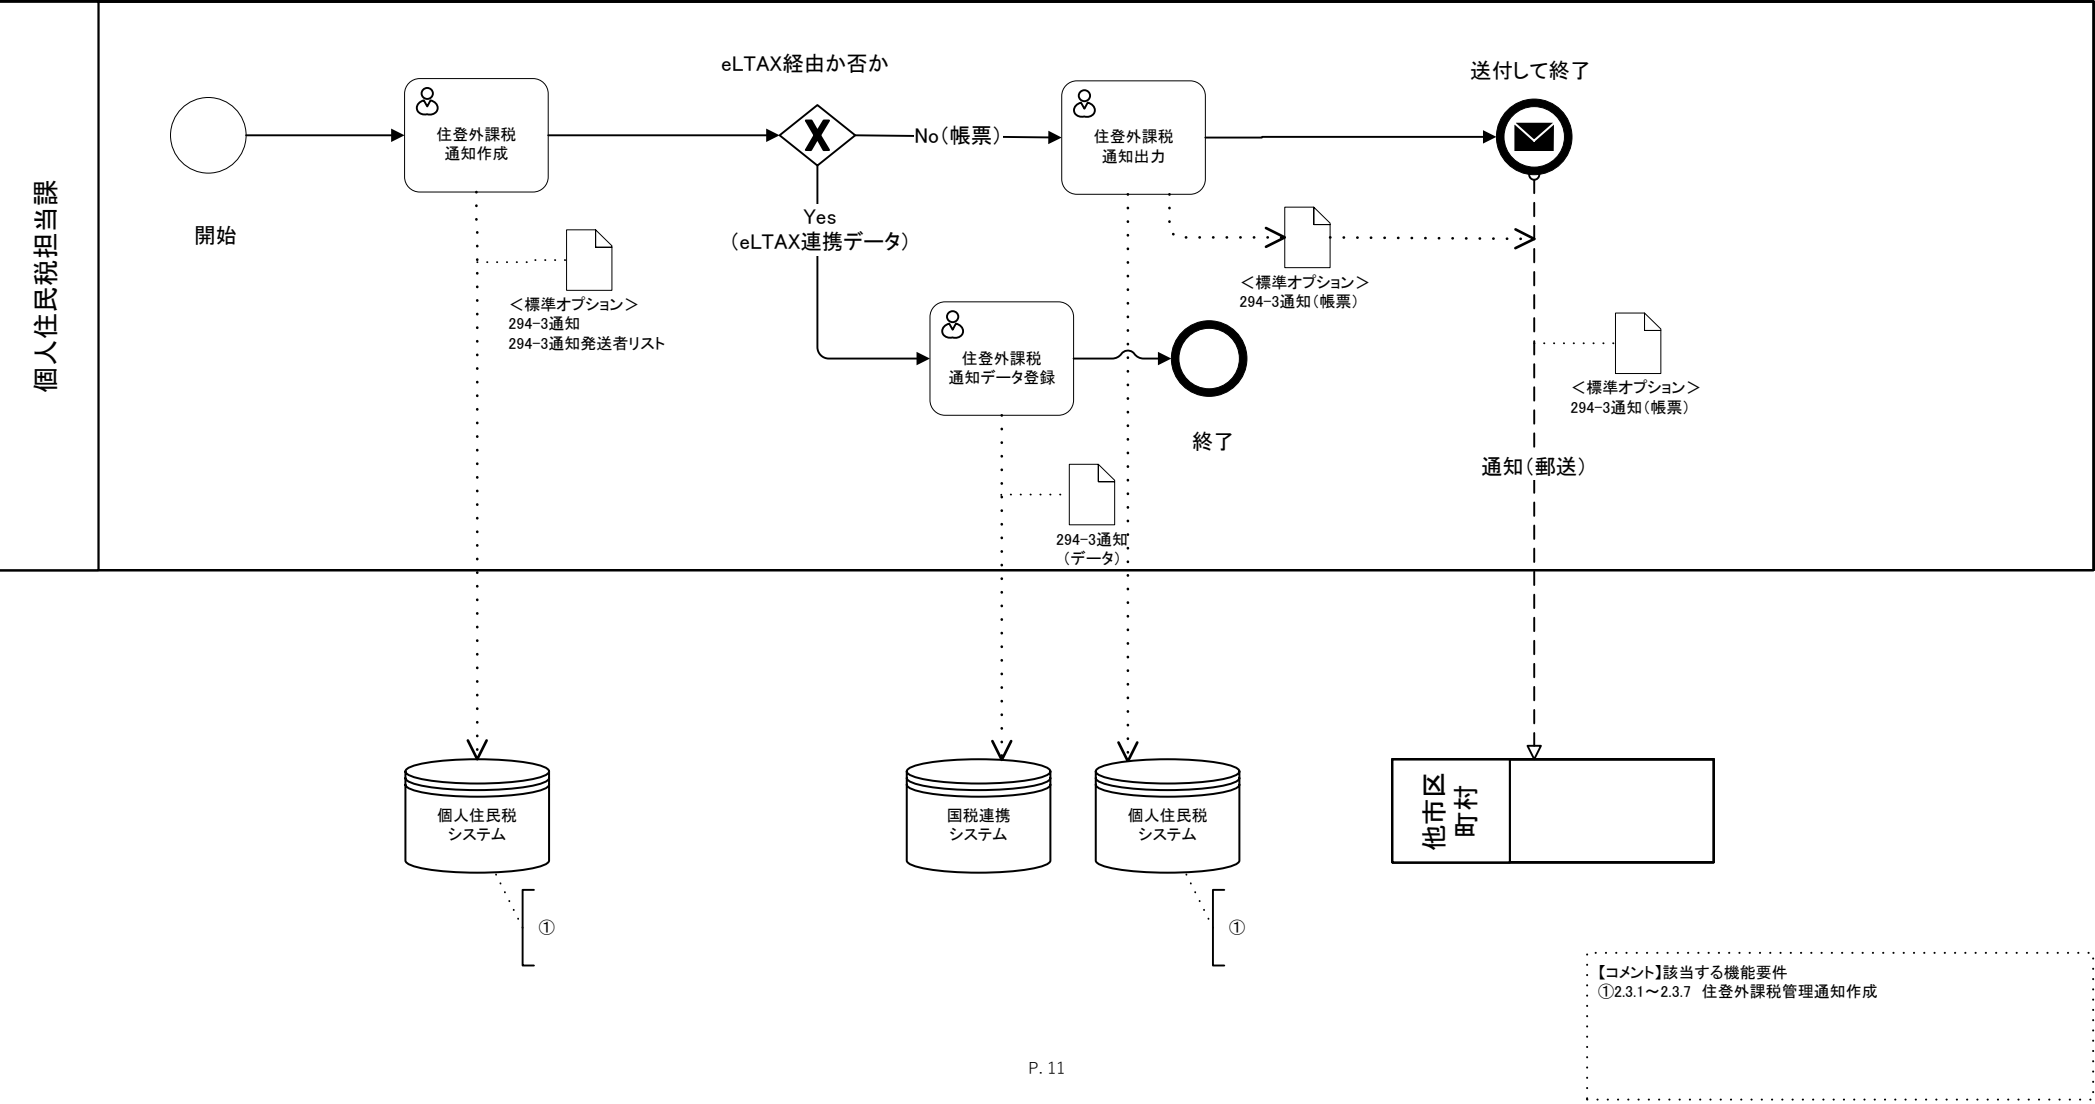 個人住民税担当課
開始
住登外課税
通知作成
＜標準オプション＞
294-3通知
294-3通知発送者リスト
eLTAX経由か否か
No（帳票）
Yes
（eLTAX連携データ）
住登外課税
通知出力
送付して終了
＜標準オプション＞
294-3通知（帳票）
住登外課税
通知データ登録
終了
＜標準オプション＞
294-3通知（帳票）
通知（郵送）
294-3通知
（データ）
個人住民税
システム
①
国税連携
システム
個人住民税
システム
①
他市区
町村
【コメント】該当する機能要件
①2.3.1～2.3.7　住登外課税管理通知作成
P. 11